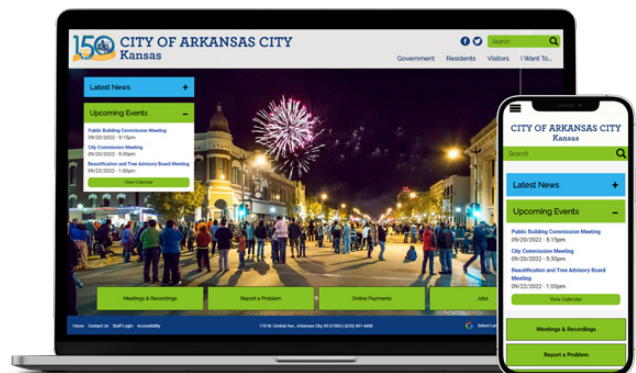 150
CITY OF ARKANSAS CITY
Kansas
Search
Government Residents Visitors I Want To...
Latest News +
Upcoming Events –
Public Building Commission Meeting
09/20/2022 - 5:15pm
City Commission Meeting
09/20/2022 - 5:30pm
Beautification and Tree Advisory Board Meeting
09/22/2022 - 1:00pm
View Calendar
Meetings & Recordings Report a Problem Online Payments Jobs
Home Contact Us Staff Login Accessibility
118 W. Central Ave., Arkansas City, KS 67005 | (620) 441-4400
Select Lan
CITY OF ARKANSAS CITY
Kansas
Search
Latest News +
Upcoming Events –
Public Building Commission Meeting
09/20/2022 - 5:15pm
City Commission Meeting
09/20/2022 - 5:30pm
Beautification and Tree Advisory Board
Meeting
09/22/2022 - 1:00pm
View Calendar
Meetings & Recordings
Report a Problem